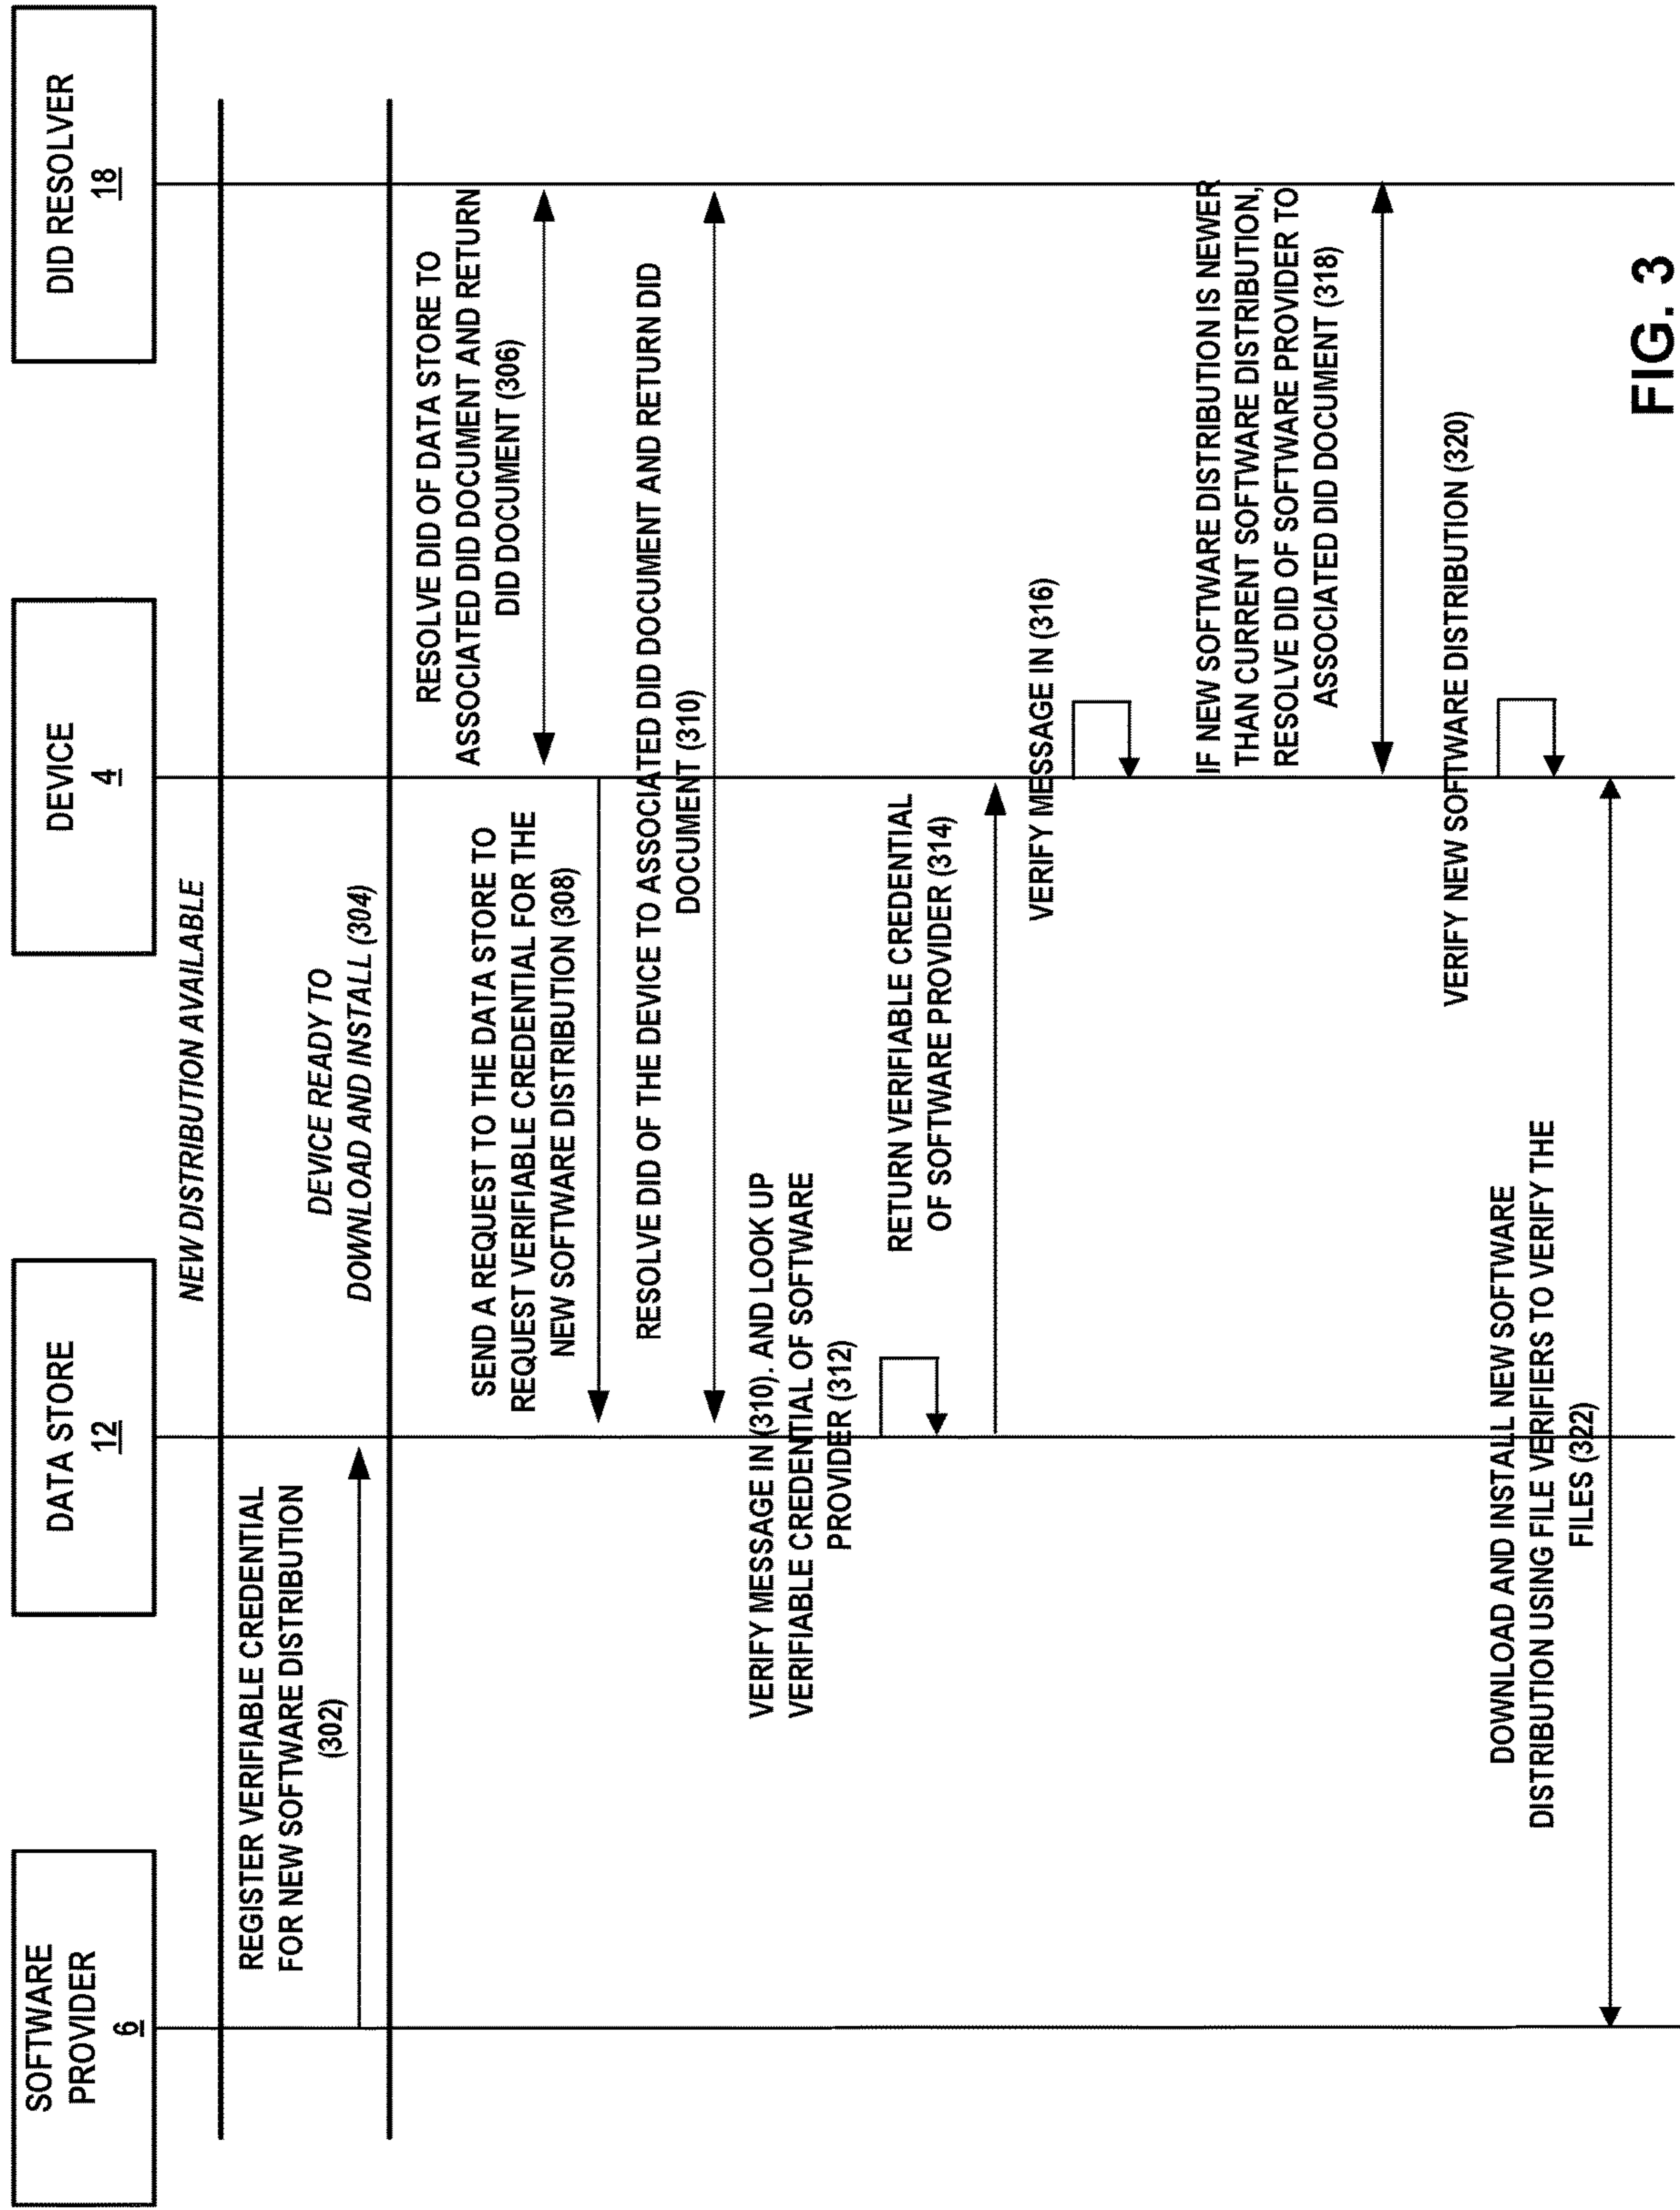 SOFTWARE
PROVIDER
6
DATA STORE
12
DEVICE
4
DID RESOLVER
18
NEW DISTRIBUTION AVAILABLE
REGISTER VERIFIABLE CREDENTIAL
FOR NEW SOFTWARE DISTRIBUTION
(302)
DEVICE READY TO
DOWNLOAD AND INSTALL (304)
RESOLVE DID OF DATA STORE TO
ASSOCIATED DID DOCUMENT AND RETURN
DID DOCUMENT (306)
SEND A REQUEST TO THE DATA STORE TO
REQUEST VERIFIABLE CREDENTIAL FOR THE
NEW SOFTWARE DISTRIBUTION (308)
RESOLVE DID OF THE DEVICE TO ASSOCIATED DID DOCUMENT AND RETURN DID
DOCUMENT (310)
VERIFY MESSAGE IN (310). AND LOOK UP
VERIFIABLE CREDENTIAL OF SOFTWARE
PROVIDER (312)
RETURN VERIFIABLE CREDENTIAL
OF SOFTWARE PROVIDER (314)
VERIFY MESSAGE IN (316)
IF NEW SOFTWARE DISTRIBUTION IS NEWER
THAN CURRENT SOFTWARE DISTRIBUTION,
RESOLVE DID OF SOFTWARE PROVIDER TO
ASSOCIATED DID DOCUMENT (318)
VERIFY NEW SOFTWARE DISTRIBUTION (320)
DOWNLOAD AND INSTALL NEW SOFTWARE
DISTRIBUTION USING FILE VERIFIERS TO VERIFY THE
FILES (322)
FIG. 3